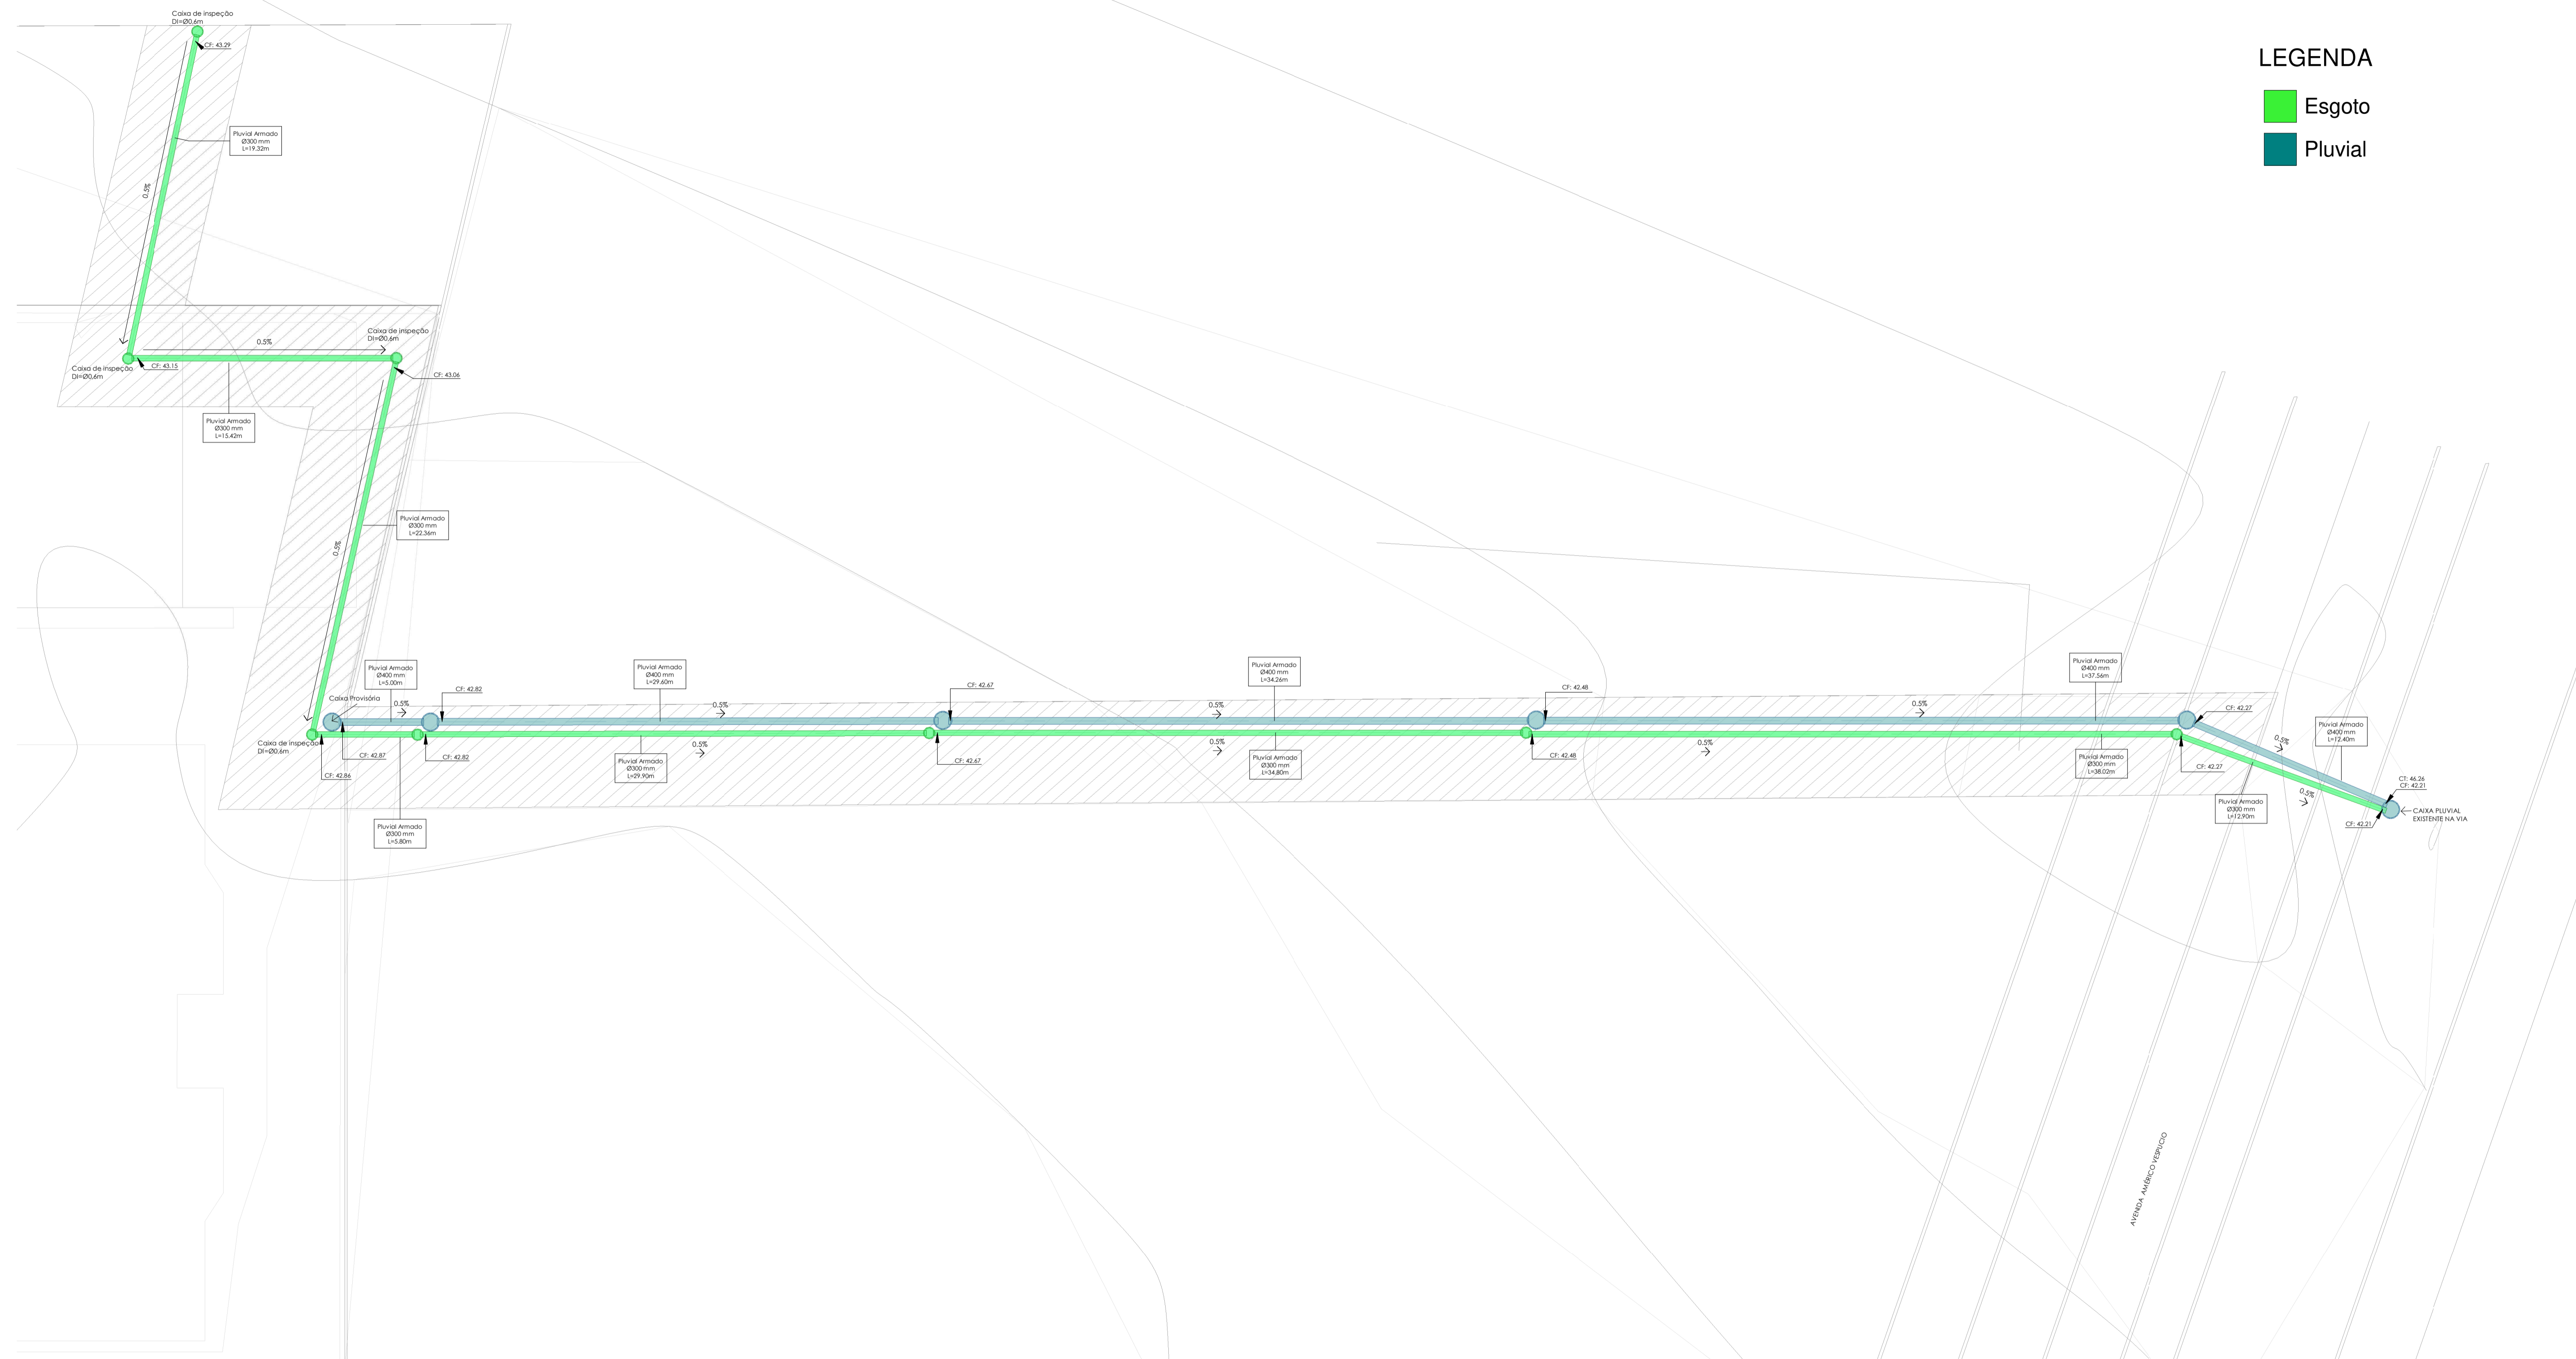 Caixa de inspeção
DI=Ø0,6m
CF: 43.29
LEGENDA
Esgoto
Pluvial
Pluvial Armado
Ø300 mm
L=19.32m
0.5%
Caixa de inspeção
DI=Ø0,6m
0.5%
CF: 43.15
Caixa de inspeção
DI=Ø0,6m
CF: 43.06
Pluvial Armado
Ø300 mm
L=15.42m
Pluvial Armado
Ø300 mm
L=22.36m
0.5%
Pluvial Armado
Ø400 mm
L=5.00m
Caixa Provisória
0.5%
CF: 42.82
Pluvial Armado
Ø400 mm
L=29.60m
0.5%
CF: 42.67
Pluvial Armado
Ø400 mm
L=34.26m
0.5%
CF: 42.48
0.5%
Pluvial Armado
Ø400 mm
L=37.56m
CF: 42.27
0.5%
Pluvial Armado
Ø400 mm
L=12.40m
Caixa de inspeção
DI=Ø0,6m
CF: 42.86
CF: 42.87
CF: 42.82
Pluvial Armado
Ø300 mm
L=5.80m
Pluvial Armado
Ø300 mm
L=29.90m
0.5%
CF: 42.67
0.5%
Pluvial Armado
Ø300 mm
L=34.80m
CF: 42.48
0.5%
Pluvial Armado
Ø300 mm
L=38.02m
CF: 42.27
Pluvial Armado
Ø300 mm
L=12.90m
0.5%
CT: 46.26
CF: 42.21
CAIXA PLUVIAL
EXISTENTE NA VIA
CF: 42.21
AVENIDA AMÉRICO VESPUCIO